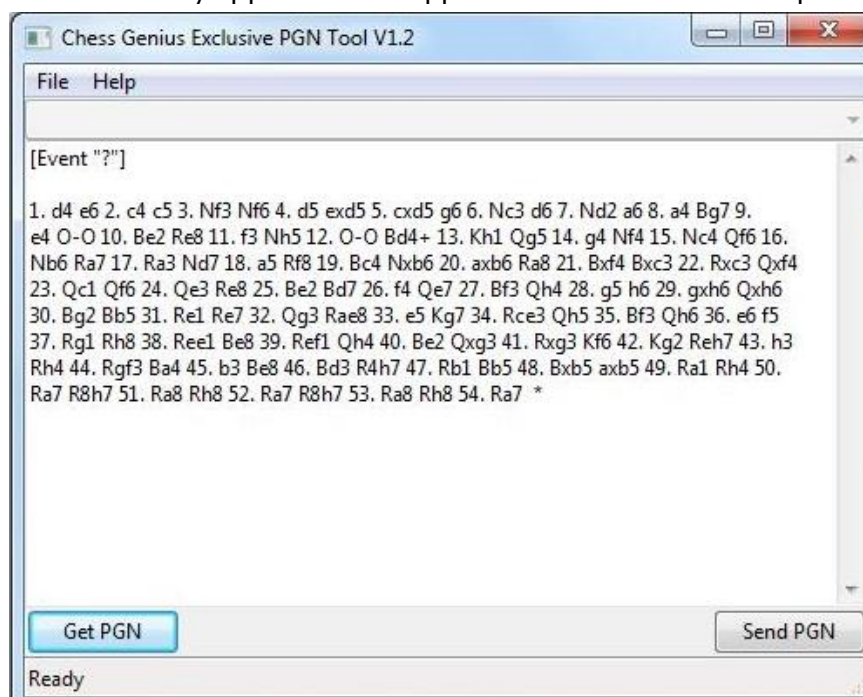 Chess Genius Exclusive PGN Tool V1.2
File Help
[Event "?"]
1. d4 e6 2. c4 c5 3. Nf3 Nf6 4. d5 exd5 5. cxd5 g6 6. Nc3 d6 7. Nd2 a6 8. a4 Bg7 9.
e4 O-O 10. Be2 Re8 11. f3 Nh5 12. O-O Bd4+ 13. Kh1 Qg5 14. g4 Nf4 15. Nc4 Qf6 16.
Nb6 Ra7 17. Ra3 Nd7 18. a5 Rf8 19. Bc4 Nxb6 20. axb6 Ra8 21. Bxf4 Bxc3 22. Rxc3 Qxf4
23. Qc1 Qf6 24. Qe3 Re8 25. Be2 Bd7 26. f4 Qe7 27. Bf3 Qh4 28. g5 h6 29. gxh6 Qxh6
30. Bg2 Bb5 31. Re1 Re7 32. Qg3 Rae8 33. e5 Kg7 34. Rce3 Qh5 35. Bf3 Qh6 36. e6 f5
37. Rg1 Rh8 38. Ree1 Be8 39. Ref1 Qh4 40. Be2 Qxg3 41. Rxg3 Kf6 42. Kg2 Reh7 43. h3
Rh4 44. Rgf3 Ba4 45. b3 Be8 46. Bd3 R4h7 47. Rb1 Bb5 48. Bxb5 axb5 49. Ra1 Rh4 50.
Ra7 R8h7 51. Ra8 Rh8 52. Ra7 R8h7 53. Ra8 Rh8 54. Ra7 *
Get PGN Send PGN
Ready